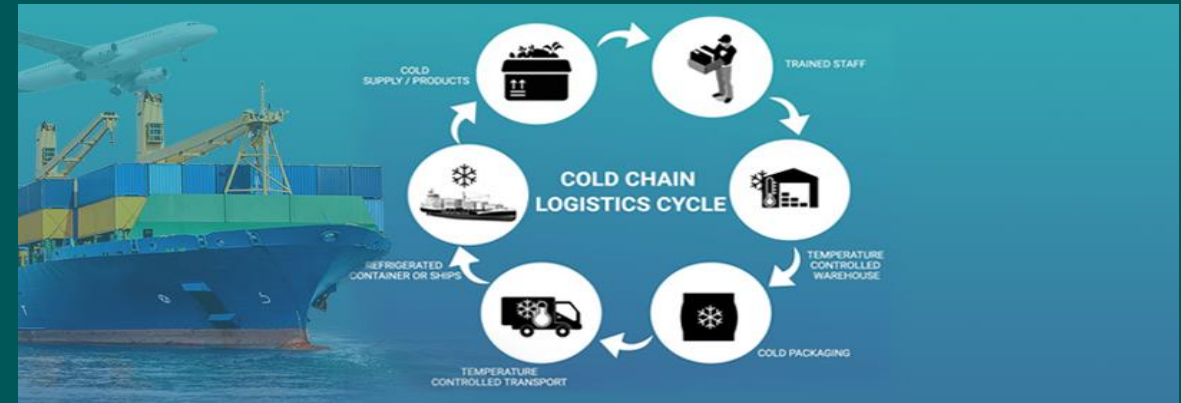 COLD
SUPPLY / PRODUCTS
TRAINED STAFF
COLD CHAIN
LOGISTICS CYCLE
TEMPERATURE
CONTROLLED
WAREHOUSE
REFRIGERATED
CONTAINER OR SHIPS
COLD PACKAGING
TEMPERATURE
CONTROLLED TRANSPORT